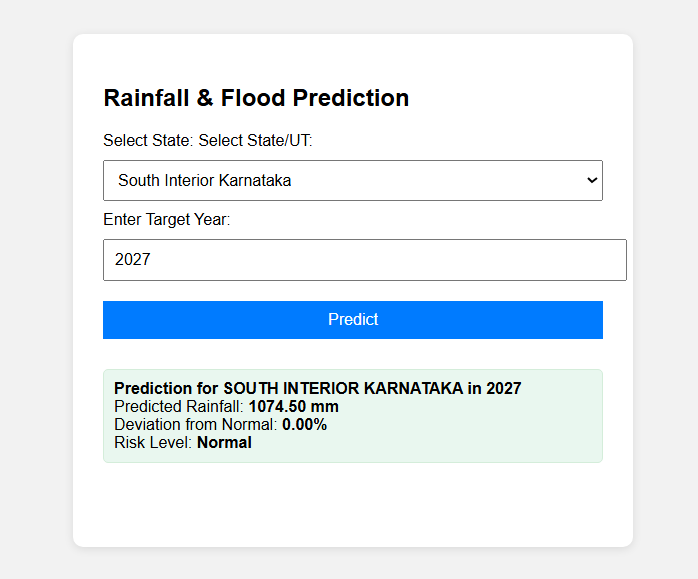 Rainfall & Flood Prediction
Select State: Select State/UT:
South Interior Karnataka
Enter Target Year:
2027
Predict
Prediction for SOUTH INTERIOR KARNATAKA in 2027
Predicted Rainfall: 1074.50 mm
Deviation from Normal: 0.00%
Risk Level: Normal